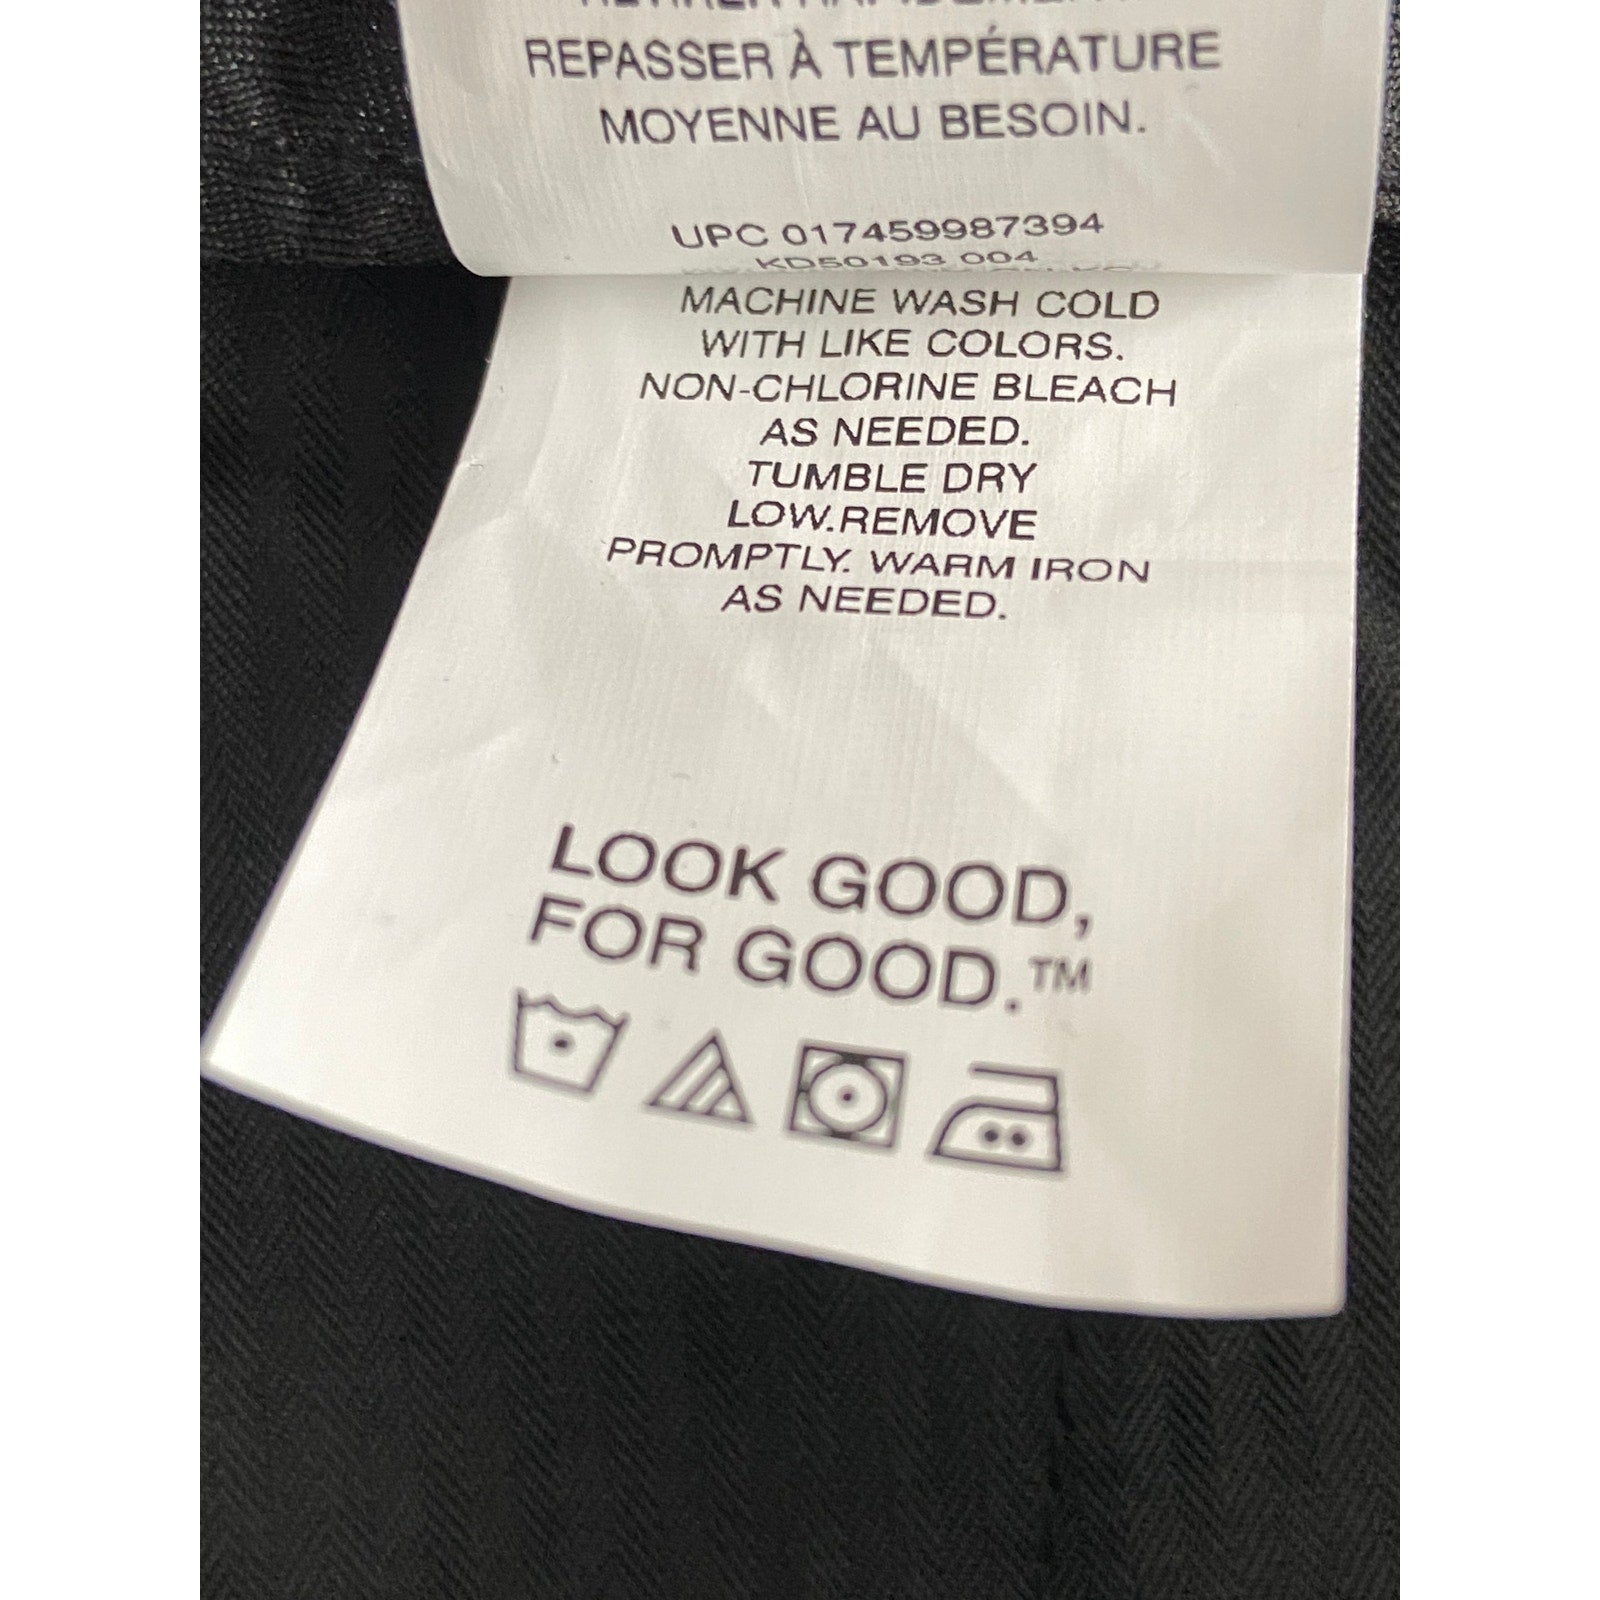 REPASSER À TEMPÉRATURE
MOYENNE AU BESOIN.
UPC 017459987394
KD50193 004
MACHINE WASH COLD
WITH LIKE COLORS.
NON-CHLORINE BLEACH
AS NEEDED.
TUMBLE DRY
LOW.REMOVE
PROMPTLY. WARM IRON
AS NEEDED.
LOOK GOOD,
FOR GOOD.™